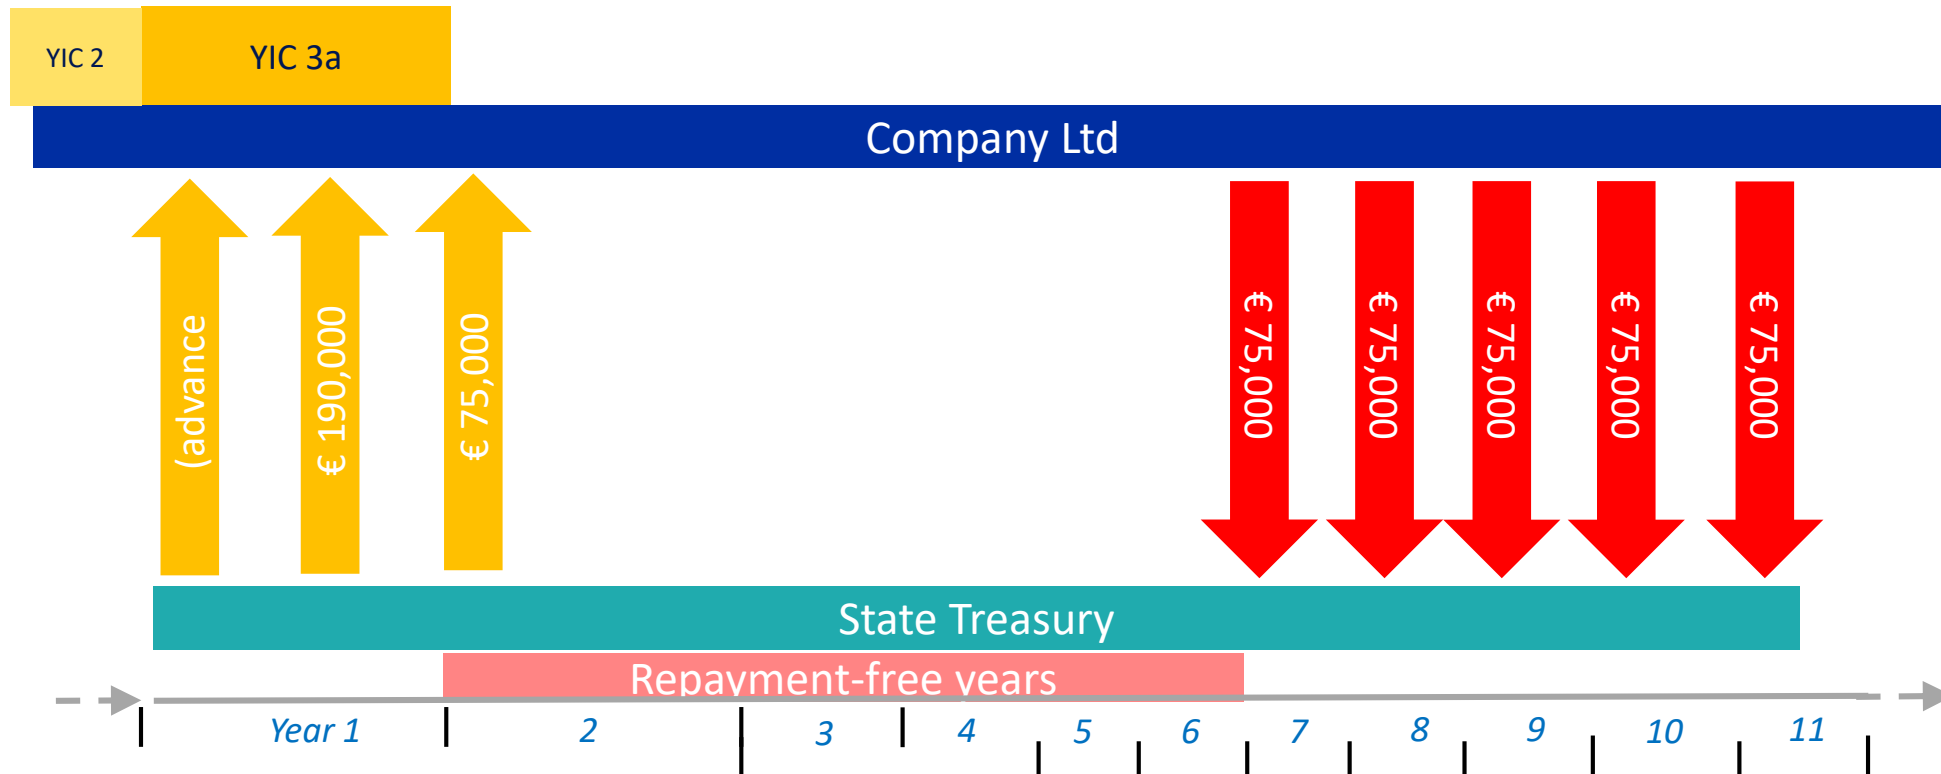 YIC 2
YIC 3a
Company Ltd
(advance
€ 190,000
€ 75,000
€ 75,000
€ 75,000
€ 75,000
€ 75,000
€ 75,000
State Treasury
Repayment-free years
Year 1
2
3
4
5
6
7
8
9
10
11